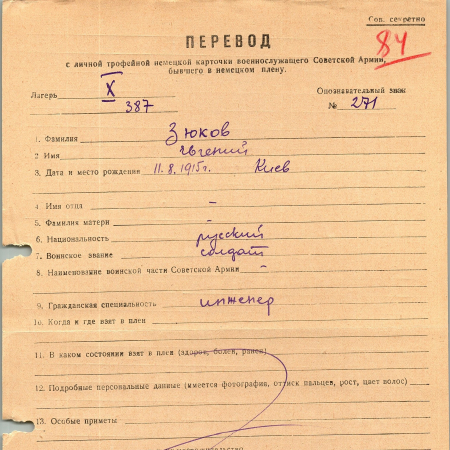 Сов. секретно
84
ПЕРЕВОД
с личной трофейной немецкой карточки военнослужащего Советской Армии,
бывшего в немецком плену.
Лагерь X Опознавательный знак
387 № 271
1. Фамилия Зюков
2 Имя Евгений
3. Дата и место рождения 11.8.1915г. Киев
4. Имя отца –
5. Фамилия матери –
6. Национальность русский
7. Воинское звание солдат
8. Наименование воинской части Советской Армии –
9. Гражданская специальность инженер
10. Когда и где взят в плен
11. В каком состоянии взят в плен (здоров, болен, ранен)
12. Подробные персональные данные (имеется фотография, оттиск пальцев, рост, цвет волос)
13. Особые приметы